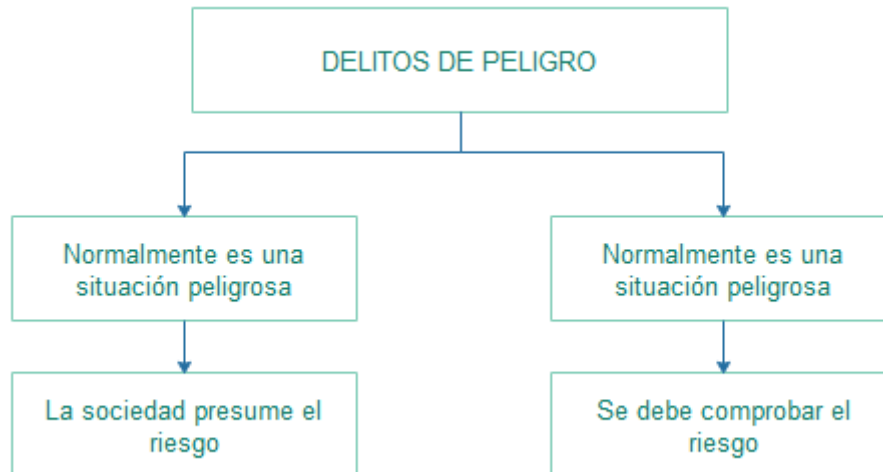 DELITOS DE PELIGRO
Normalmente es una
situación peligrosa
Normalmente es una
situación peligrosa
La sociedad presume el
riesgo
Se debe comprobar el
riesgo